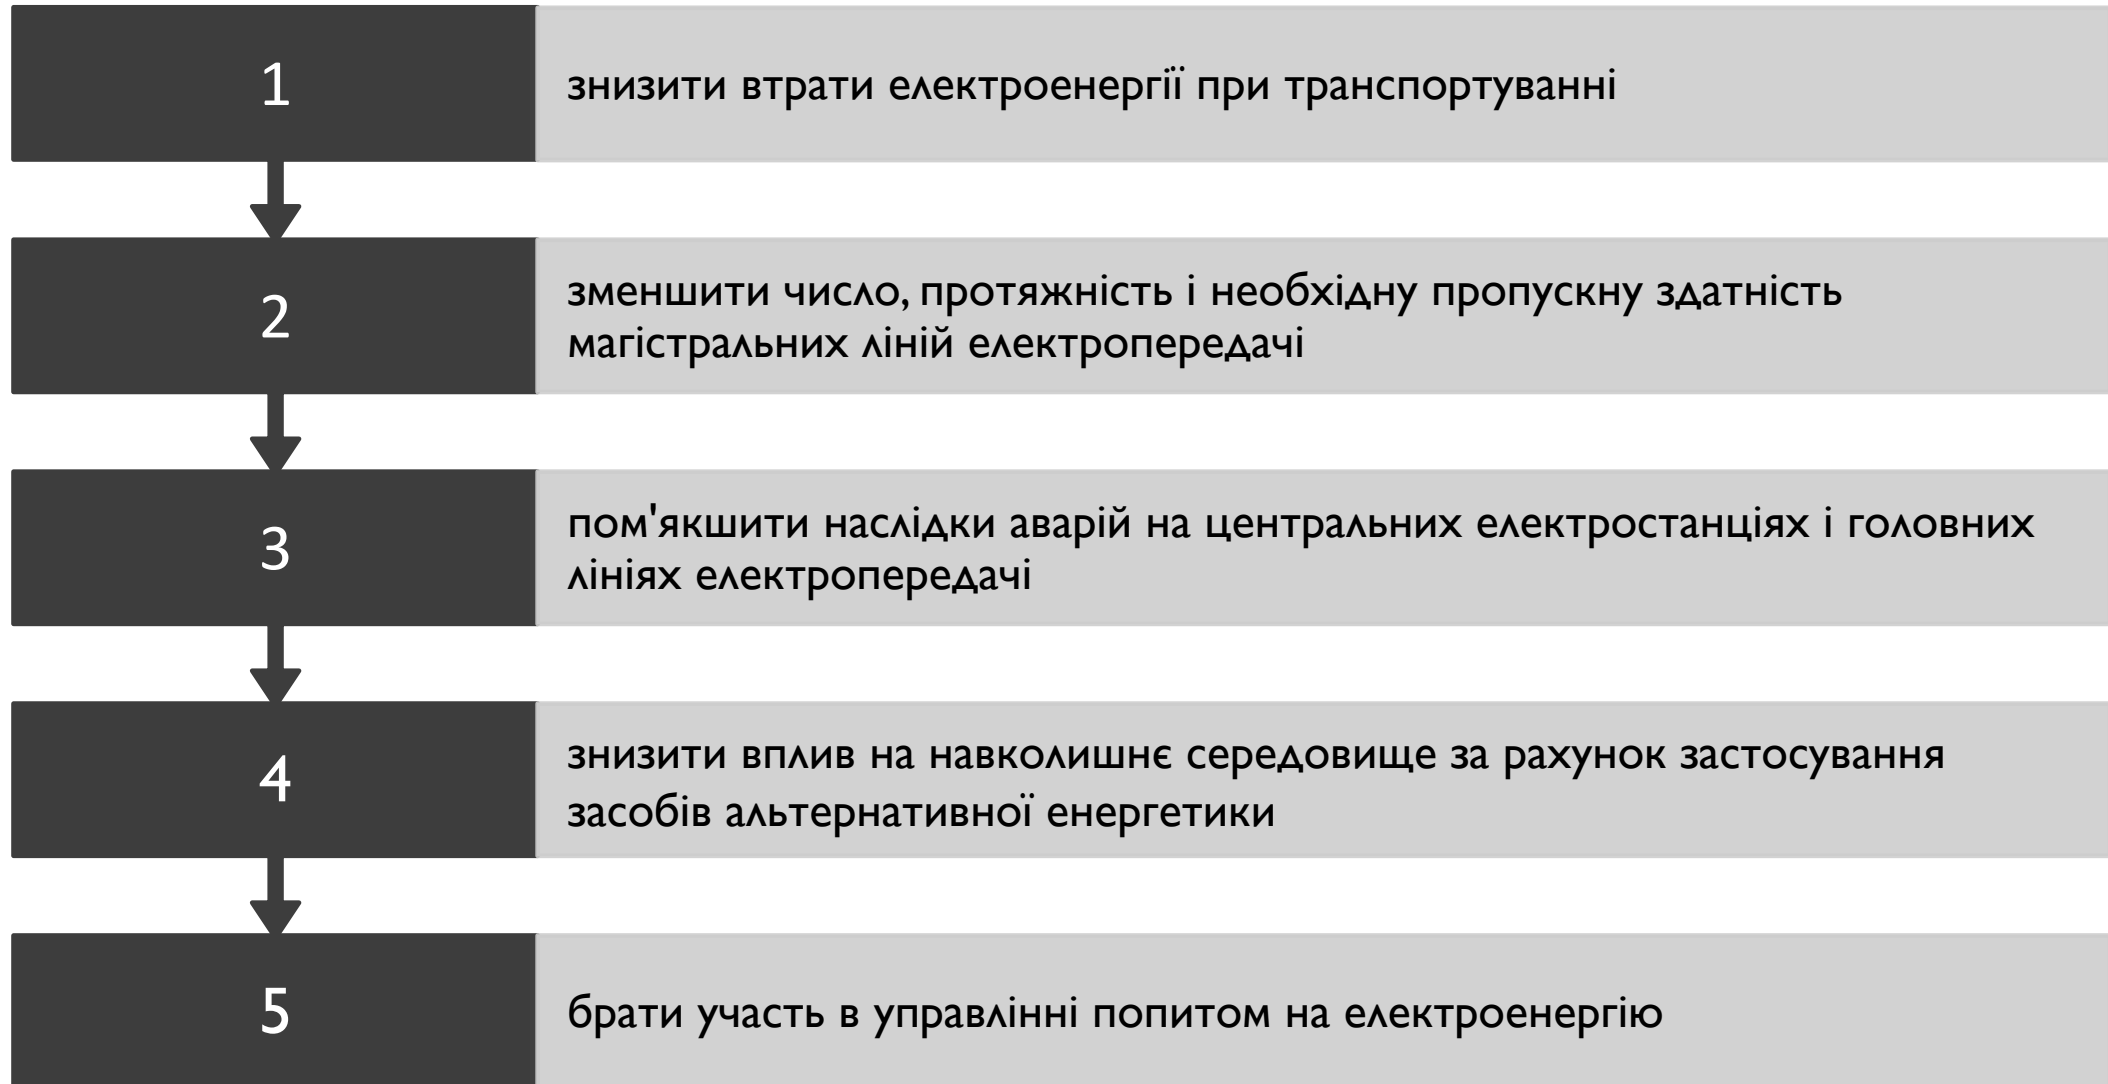 1
знизити втрати електроенергії при транспортуванні
2
зменшити число, протяжність і необхідну пропускну здатність
магістральних ліній електропередачі
3
пом'якшити наслідки аварій на центральних електростанціях і головних
лініях електропередачі
4
знизити вплив на навколишнє середовище за рахунок застосування
засобів альтернативної енергетики
5
брати участь в управлінні попитом на електроенергію